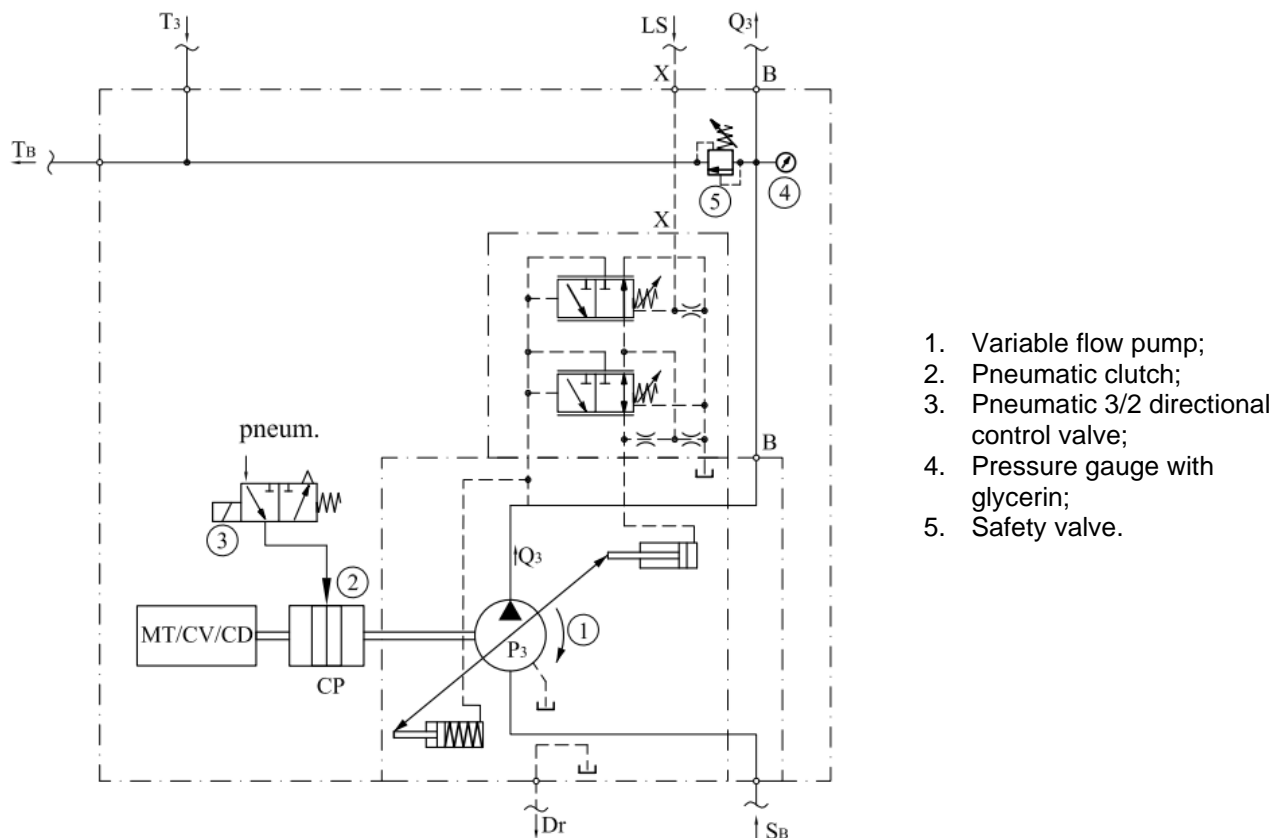 T3
LS
Q3
X
B
TB
5
4
X
1. Variable flow pump;
2. Pneumatic clutch;
3. Pneumatic 3/2 directional
control valve;
4. Pressure gauge with
glycerin;
5. Safety valve.
pneum.
B
3
Q3
2
MT/CV/CD
P3
1
CP
Dr
SB